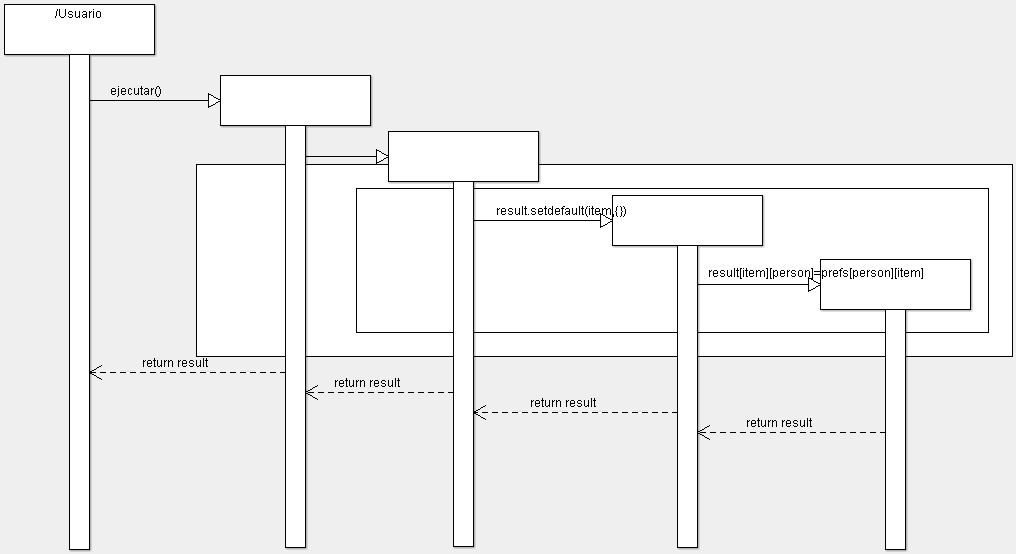 /Usuario
ejecutar()
result.setdefault(item,{})
result[item][person]=prefs[person][item]
return result
return result
return result
return result